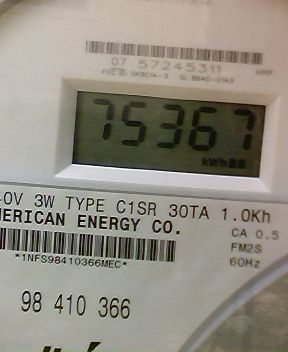 07 57245311
75367
kWh
0V 3W TYPE C1SR 30TA 1.0Kh
MERICAN ENERGY CO.
CA 0.5
FM2S
60Hz
*1NFS98410366MEC*
98 410 366